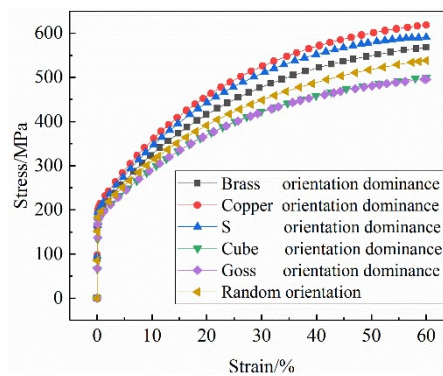 600
500
400
300
200
100
0
Stress/MPa
Brass orientation dominance
Copper orientation dominance
S orientation dominance
Cube orientation dominance
Goss orientation dominance
Random orientation
0 10 20 30 40 50 60
Strain/%